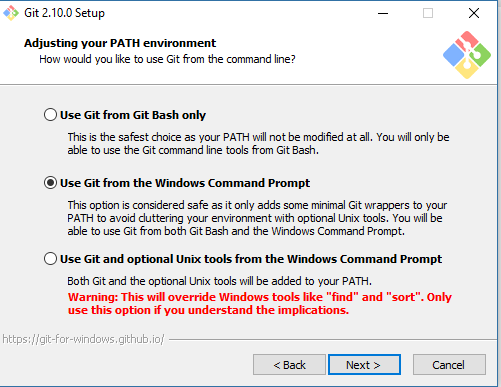 Git 2.10.0 Setup
Adjusting your PATH environment
How would you like to use Git from the command line?
Use Git from Git Bash only
This is the safest choice as your PATH will not be modified at all. You will only be
able to use the Git command line tools from Git Bash.
Use Git from the Windows Command Prompt
This option is considered safe as it only adds some minimal Git wrappers to your
PATH to avoid cluttering your environment with optional Unix tools. You will be
able to use Git from both Git Bash and the Windows Command Prompt.
Use Git and optional Unix tools from the Windows Command Prompt
Both Git and the optional Unix tools will be added to your PATH.
Warning: This will override Windows tools like "find" and "sort". Only
use this option if you understand the implications.
https://git-for-windows.github.io/
< Back Next > Cancel